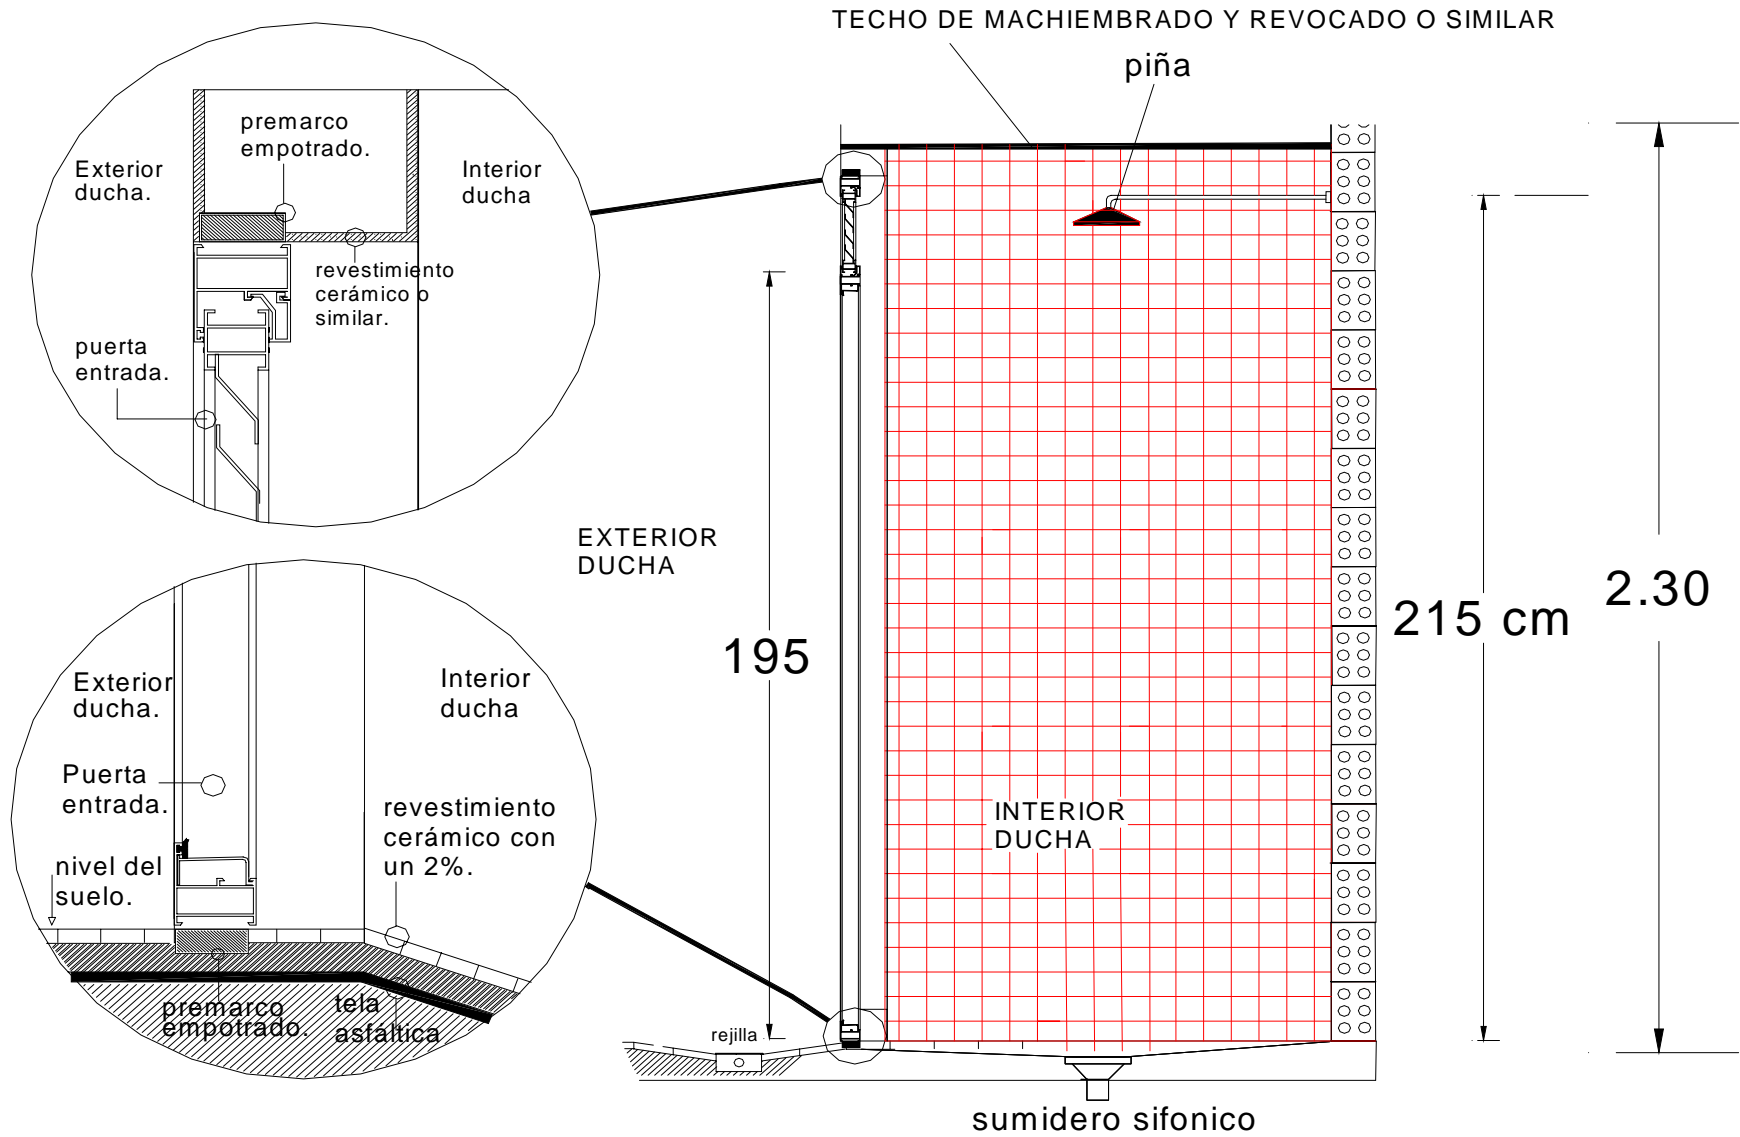 TECHO DE MACHIEMBRADO Y REVOCADO O SIMILAR
piña
premarco
empotrado.
Exterior
ducha.
Interior
ducha
revestimiento
cerámico o
similar.
puerta
entrada.
EXTERIOR
DUCHA
195
215 cm
2.30
Exterior
ducha.
Interior
ducha
Puerta
entrada.
revestimiento
cerámico con
un 2%.
nivel del
suelo.
premarco
empotrado.
tela
asfáltica
INTERIOR
DUCHA
rejilla
sumidero sifonico